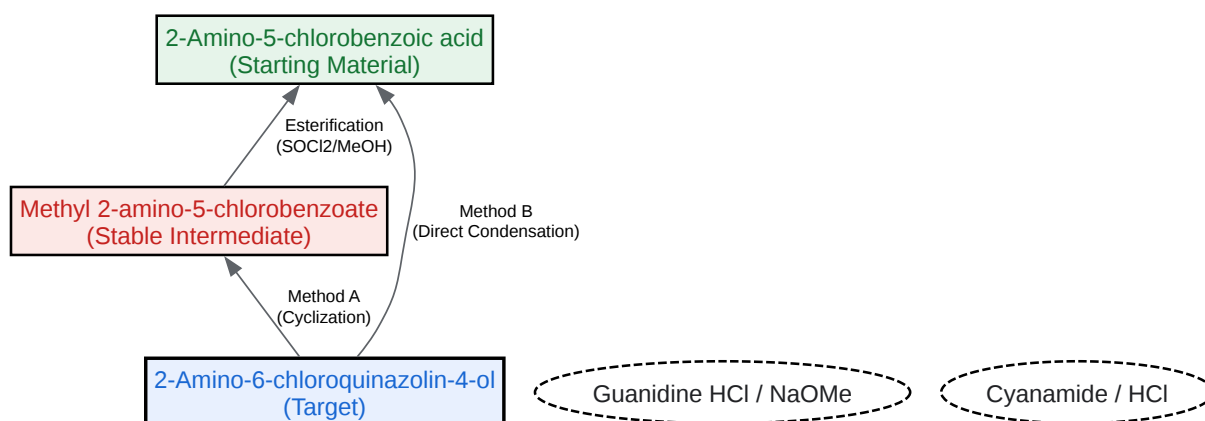 2-Amino-5-chlorobenzoic acid
(Starting Material)
Esterification
(SOCl2/MeOH)
Methyl 2-amino-5-chlorobenzoate
(Stable Intermediate)
Method B
(Direct Condensation)
Method A
(Cyclization)
2-Amino-6-chloroquinazolin-4-ol
(Target)
Guanidine HCl / NaOMe
Cyanamide / HCl